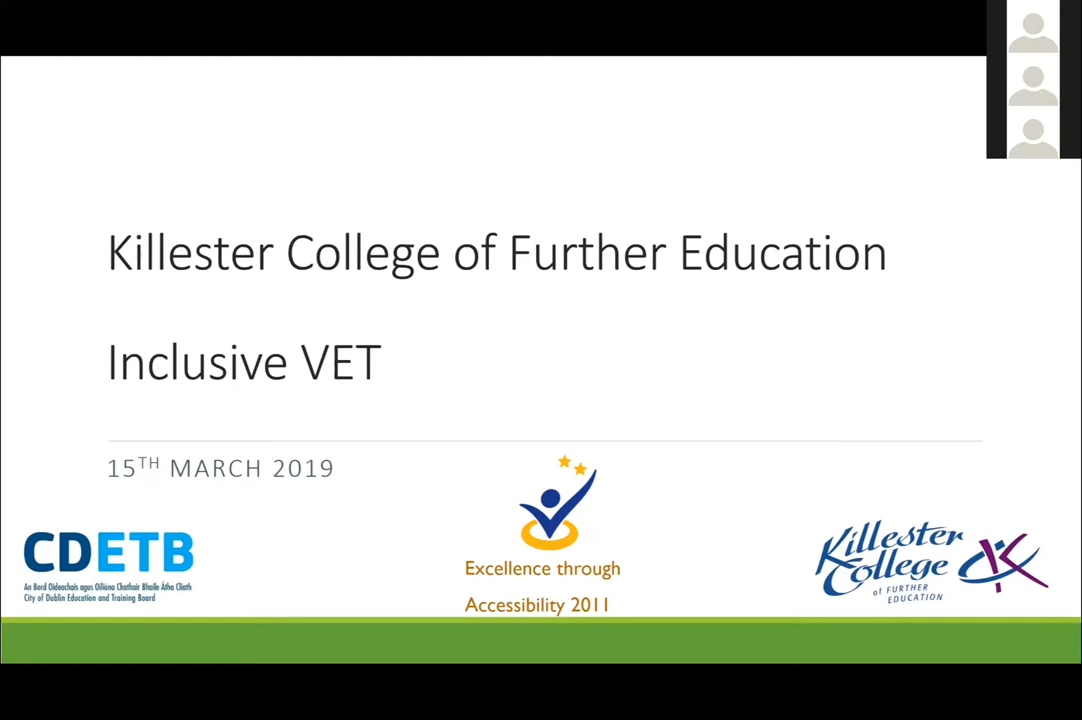 Killester College of Further Education
Inclusive VET
15TH MARCH 2019
CDETB
An Bord Oideachais agus Oiliúna Chathair Bhaile Átha Cliath
City of Dublin Education and Training Board
Excellence through
Accessibility 2011
Killester
College
of FURTHER
EDUCATION